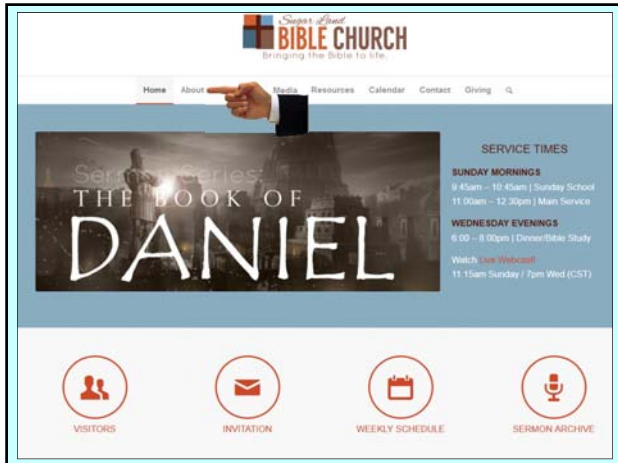 Sugar Land
BIBLE CHURCH
Bringing the Bible to life.
Home About Media Resources Calendar Contact Giving
Sermon Series:
THE BOOK OF
DANIEL
SERVICE TIMES
SUNDAY MORNINGS
9:45am – 10:45am | Sunday School
11:00am – 12:30pm | Main Service
WEDNESDAY EVENINGS
6:00 – 8:00pm | Dinner/Bible Study
Watch Live Webcast!
11:15am Sunday / 7pm Wed (CST)
VISITORS
INVITATION
WEEKLY SCHEDULE
SERMON ARCHIVE